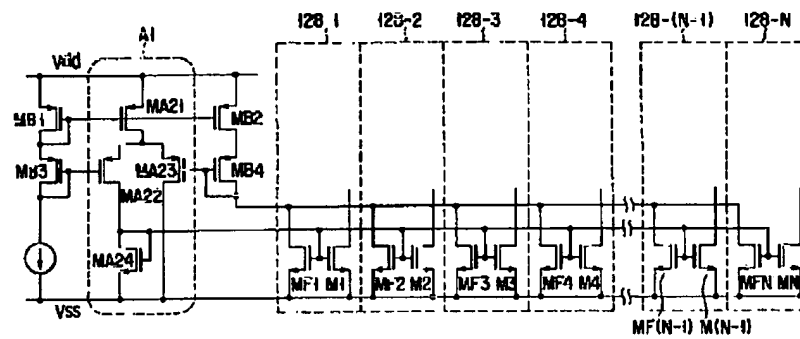 128-1 128-2 128-3 128-4 128-(N-1) 128-N
A1
Vdd
MB1 MA21 MB2
MB3 MA23 MB4
MA22
MA24
MF1 M1 MF2 M2 MF3 M3 MF4 M4 MFN MN
VSS
MF(N-1) M(N-1)